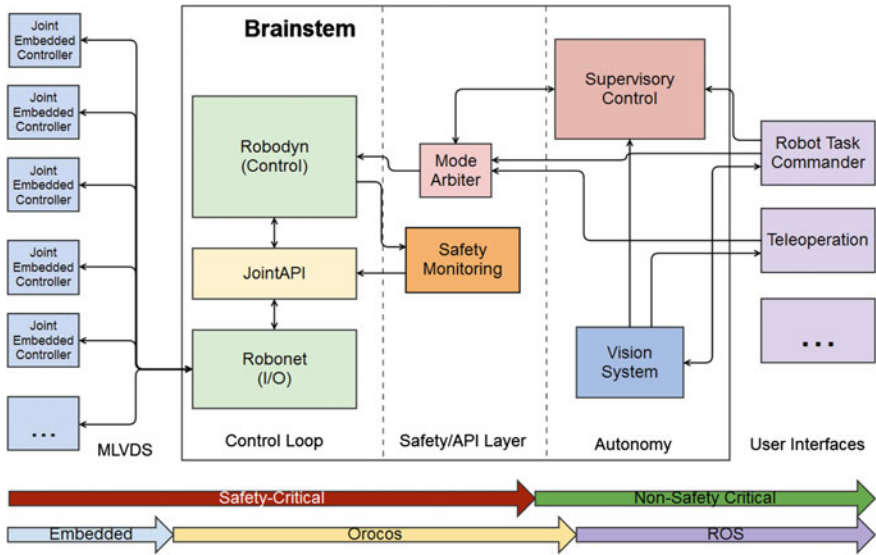 Brainstem
Joint
Embedded
Controller
Joint
Embedded
Controller
Joint
Embedded
Controller
Joint
Embedded
Controller
Joint
Embedded
Controller
...
MLVDS
Robodyn
(Control)
JointAPI
Robonet
(I/O)
Control Loop
Mode
Arbiter
Safety
Monitoring
Safety/API Layer
Supervisory
Control
Vision
System
Autonomy
Robot Task
Commander
Teleoperation
...
User Interfaces
Safety-Critical
Non-Safety Critical
Embedded
Orocos
ROS